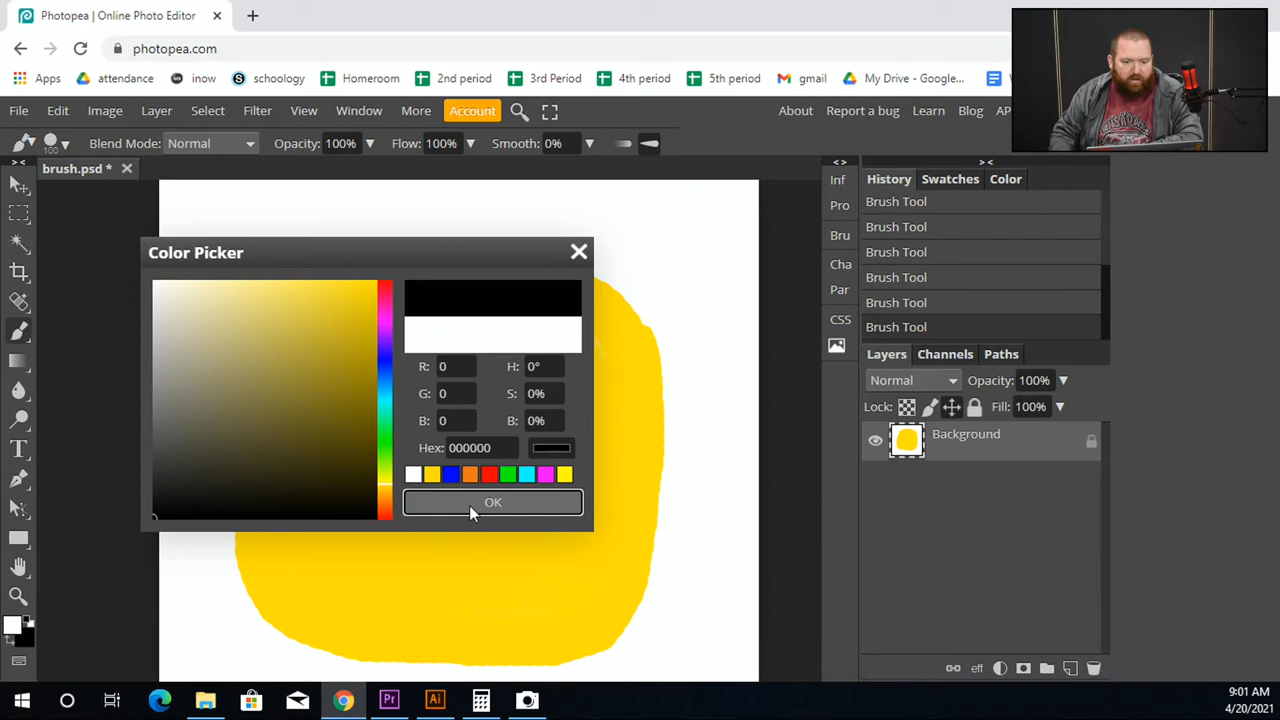 Photopea | Online Photo Editor
photopea.com
Apps attendance inow schoology Homeroom 2nd period 3rd Period 4th period 5th period gmail My Drive - Google...
File Edit Image Layer Select Filter View Window More Account About Report a bug Learn Blog
100 Blend Mode: Normal Opacity: 100% Flow: 100% Smooth: 0%
brush.psd *
Inf
Pro
Bru
Cha
Par
CSS
History Swatches Color
Brush Tool
Brush Tool
Brush Tool
Brush Tool
Brush Tool
Brush Tool
Layers Channels Paths
Normal Opacity: 100%
Lock: Fill: 100%
Background
eff
Color Picker
R: 0 H: 0°
G: 0 S: 0%
B: 0 B: 0%
Hex: 000000
OK
Pr Ai
9:01 AM
4/20/2021